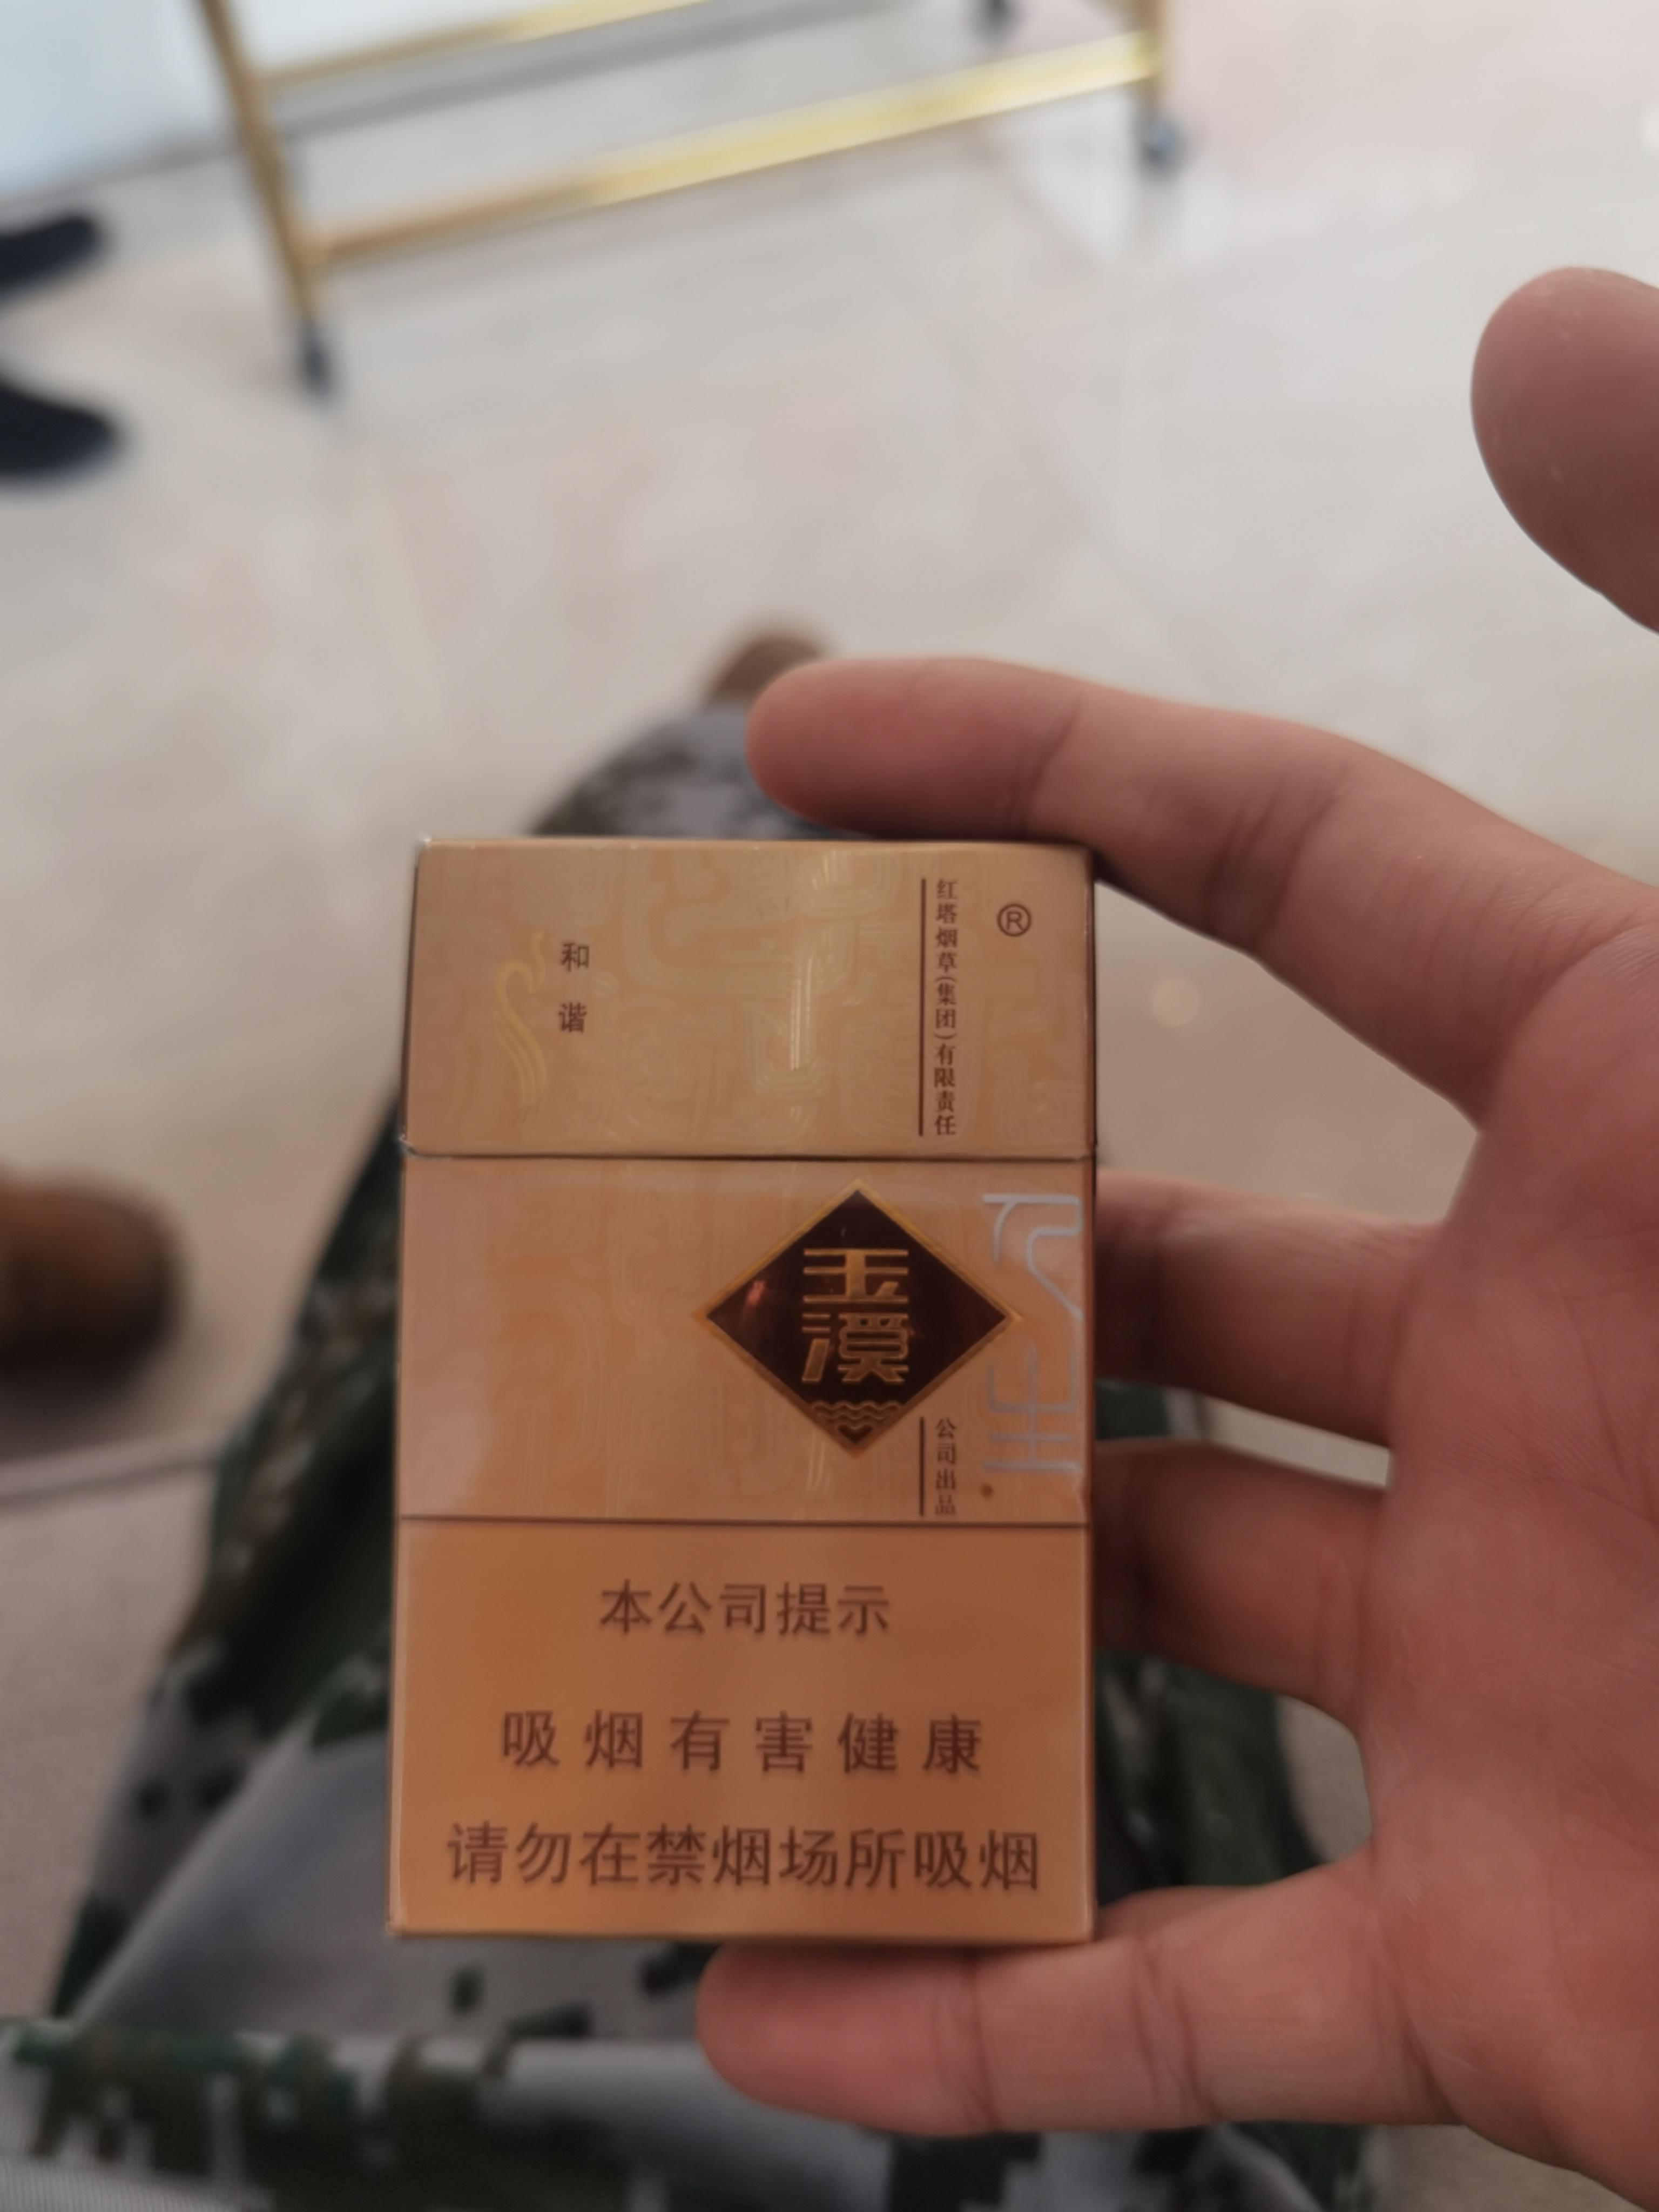 和
谐
红塔烟草(集团)有限责任
®
玉
溪
公司出品
本公司提示
吸烟有害健康
请勿在禁烟场所吸烟